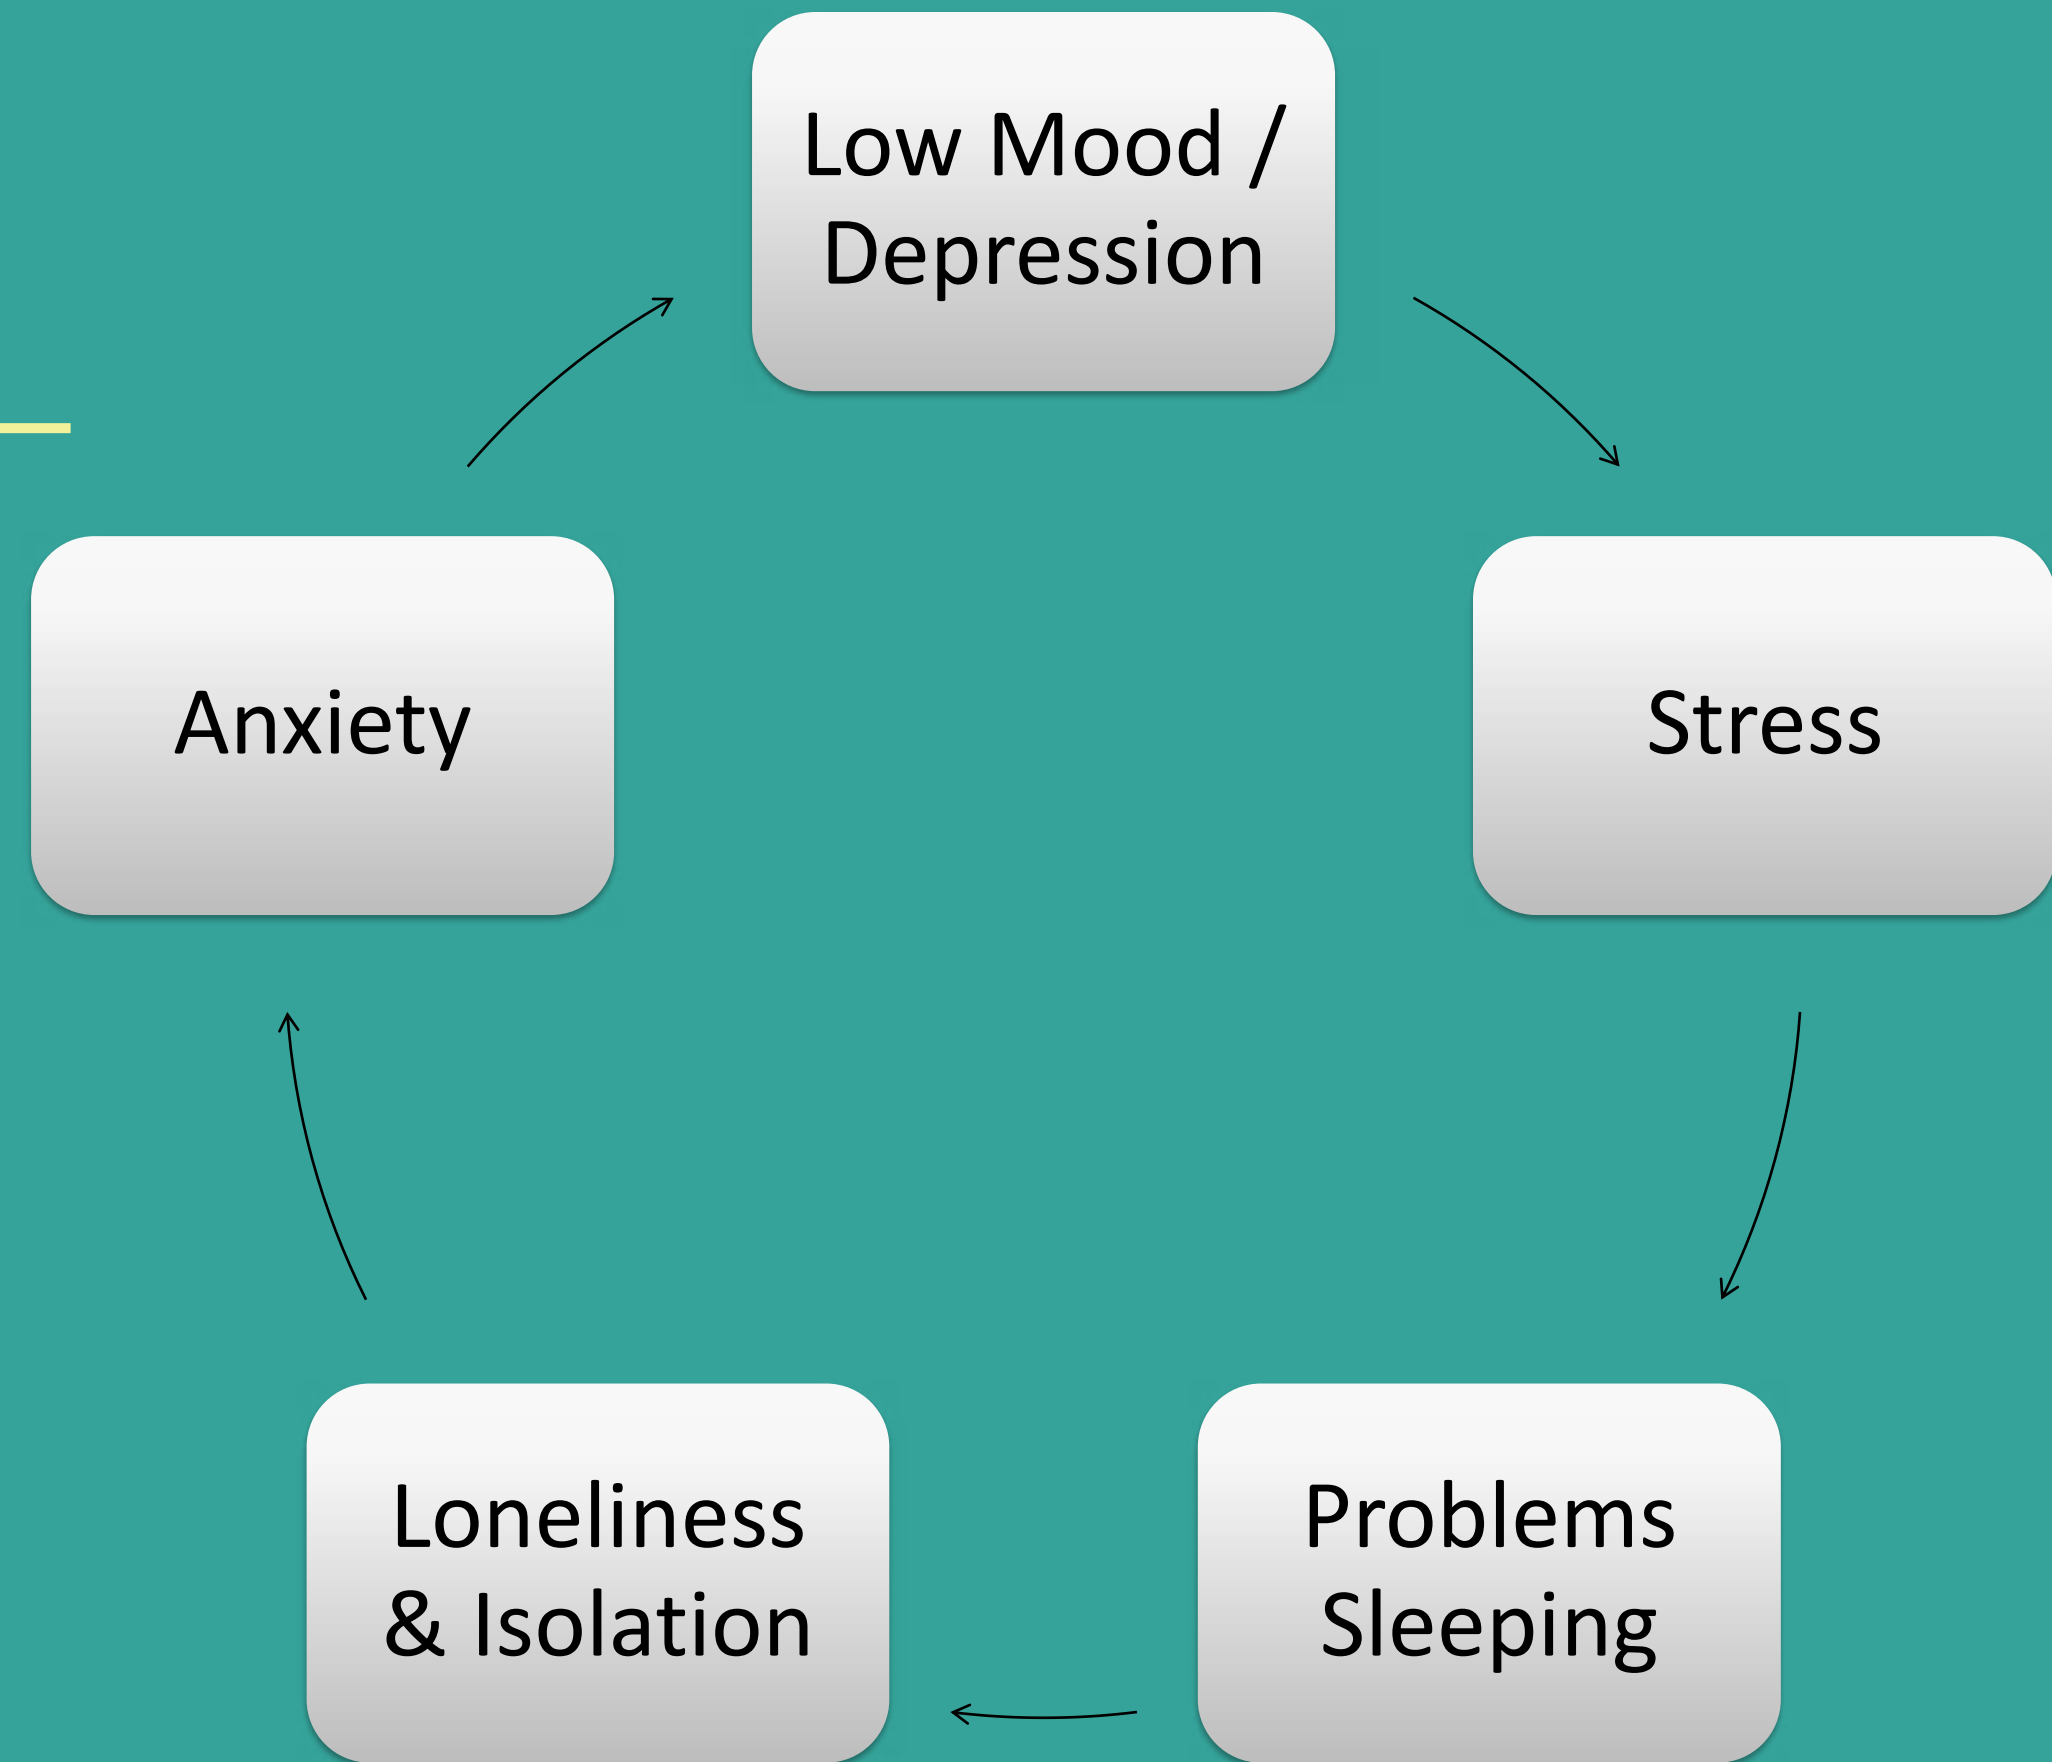 Low Mood /
Depression
Stress
Problems
Sleeping
Loneliness
& Isolation
Anxiety